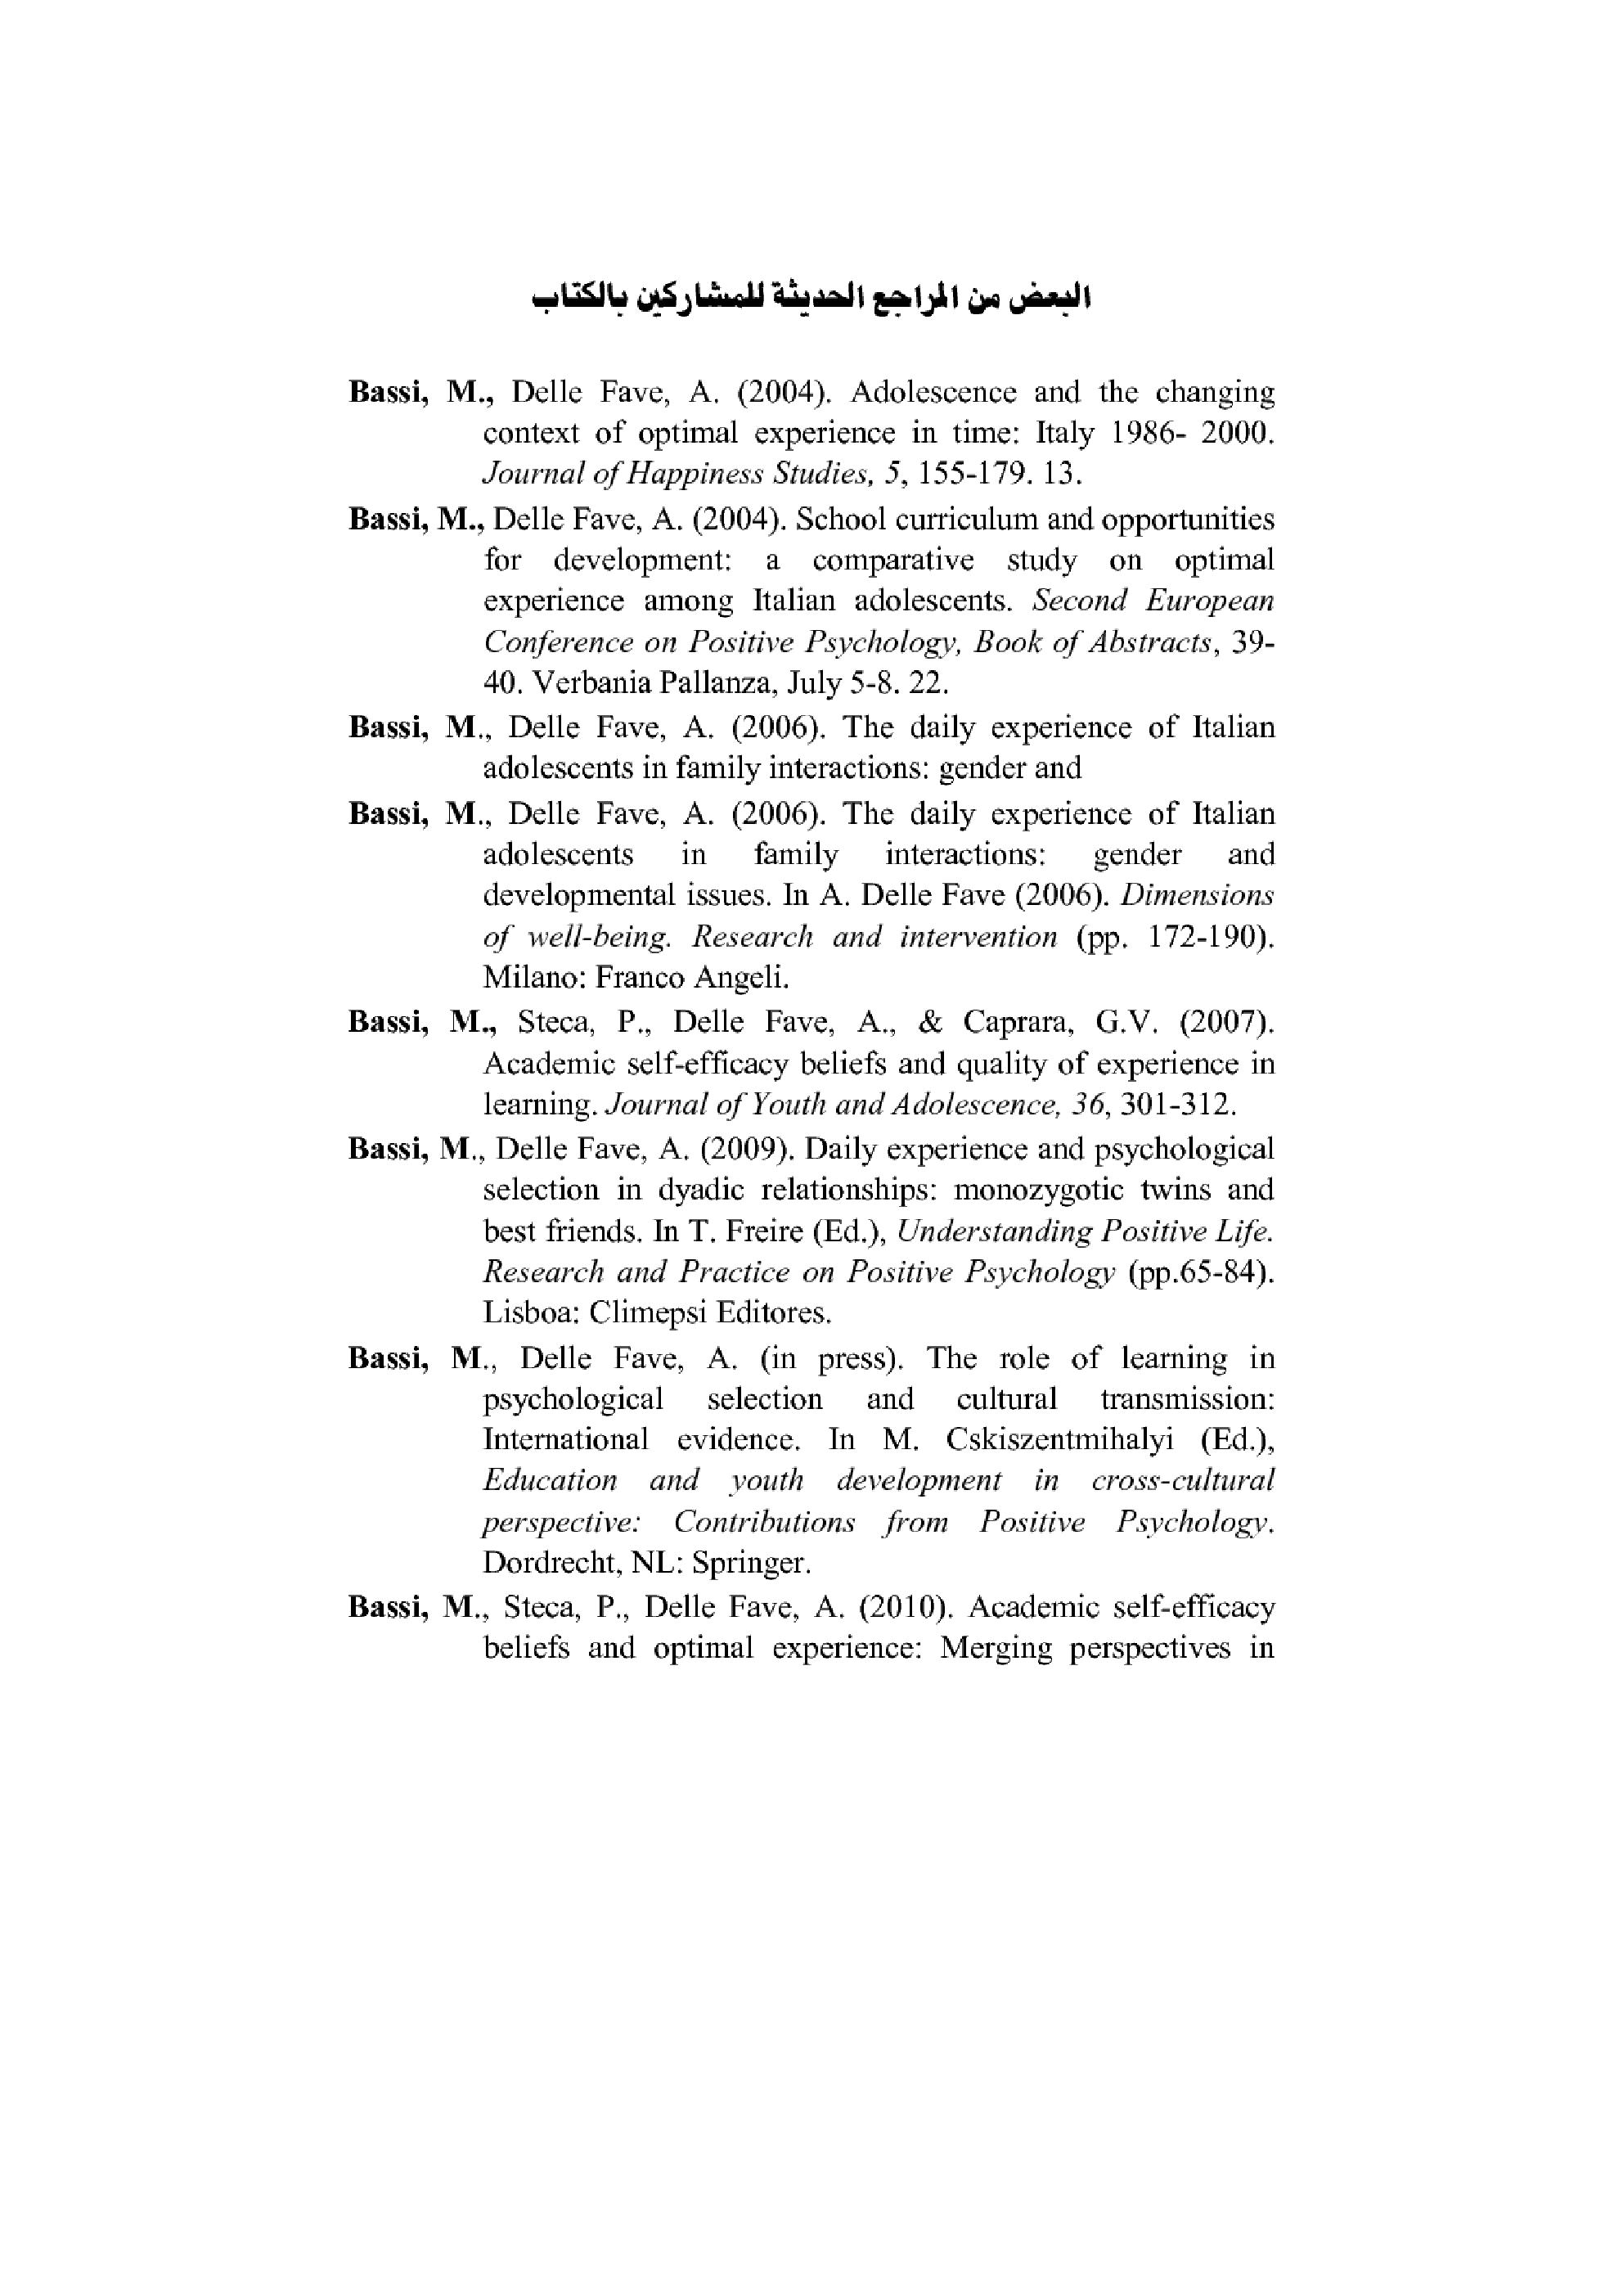 البعض من المراجع الحديثة للمشاركين بالكتاب
Bassi, M., Delle Fave, A. (2004). Adolescence and the changing
context of optimal experience in time: Italy 1986- 2000.
Journal of Happiness Studies, 5, 155-179. 13.
Bassi, M., Delle Fave, A. (2004). School curriculum and opportunities
for development: a comparative study on optimal
experience among Italian adolescents. Second European
Conference on Positive Psychology, Book of Abstracts, 39-
40. Verbania Pallanza, July 5-8. 22.
Bassi, M., Delle Fave, A. (2006). The daily experience of Italian
adolescents in family interactions: gender and
Bassi, M., Delle Fave, A. (2006). The daily experience of Italian
adolescents in family interactions: gender and
developmental issues. In A. Delle Fave (2006). Dimensions
of well-being. Research and intervention (pp. 172-190).
Milano: Franco Angeli.
Bassi, M., Steca, P., Delle Fave, A., & Caprara, G.V. (2007).
Academic self-efficacy beliefs and quality of experience in
learning. Journal of Youth and Adolescence, 36, 301-312.
Bassi, M., Delle Fave, A. (2009). Daily experience and psychological
selection in dyadic relationships: monozygotic twins and
best friends. In T. Freire (Ed.), Understanding Positive Life.
Research and Practice on Positive Psychology (pp.65-84).
Lisboa: Climepsi Editores.
Bassi, M., Delle Fave, A. (in press). The role of learning in
psychological selection and cultural transmission:
International evidence. In M. Cskiszentmihalyi (Ed.),
Education and youth development in cross-cultural
perspective: Contributions from Positive Psychology.
Dordrecht, NL: Springer.
Bassi, M., Steca, P., Delle Fave, A. (2010). Academic self-efficacy
beliefs and optimal experience: Merging perspectives in